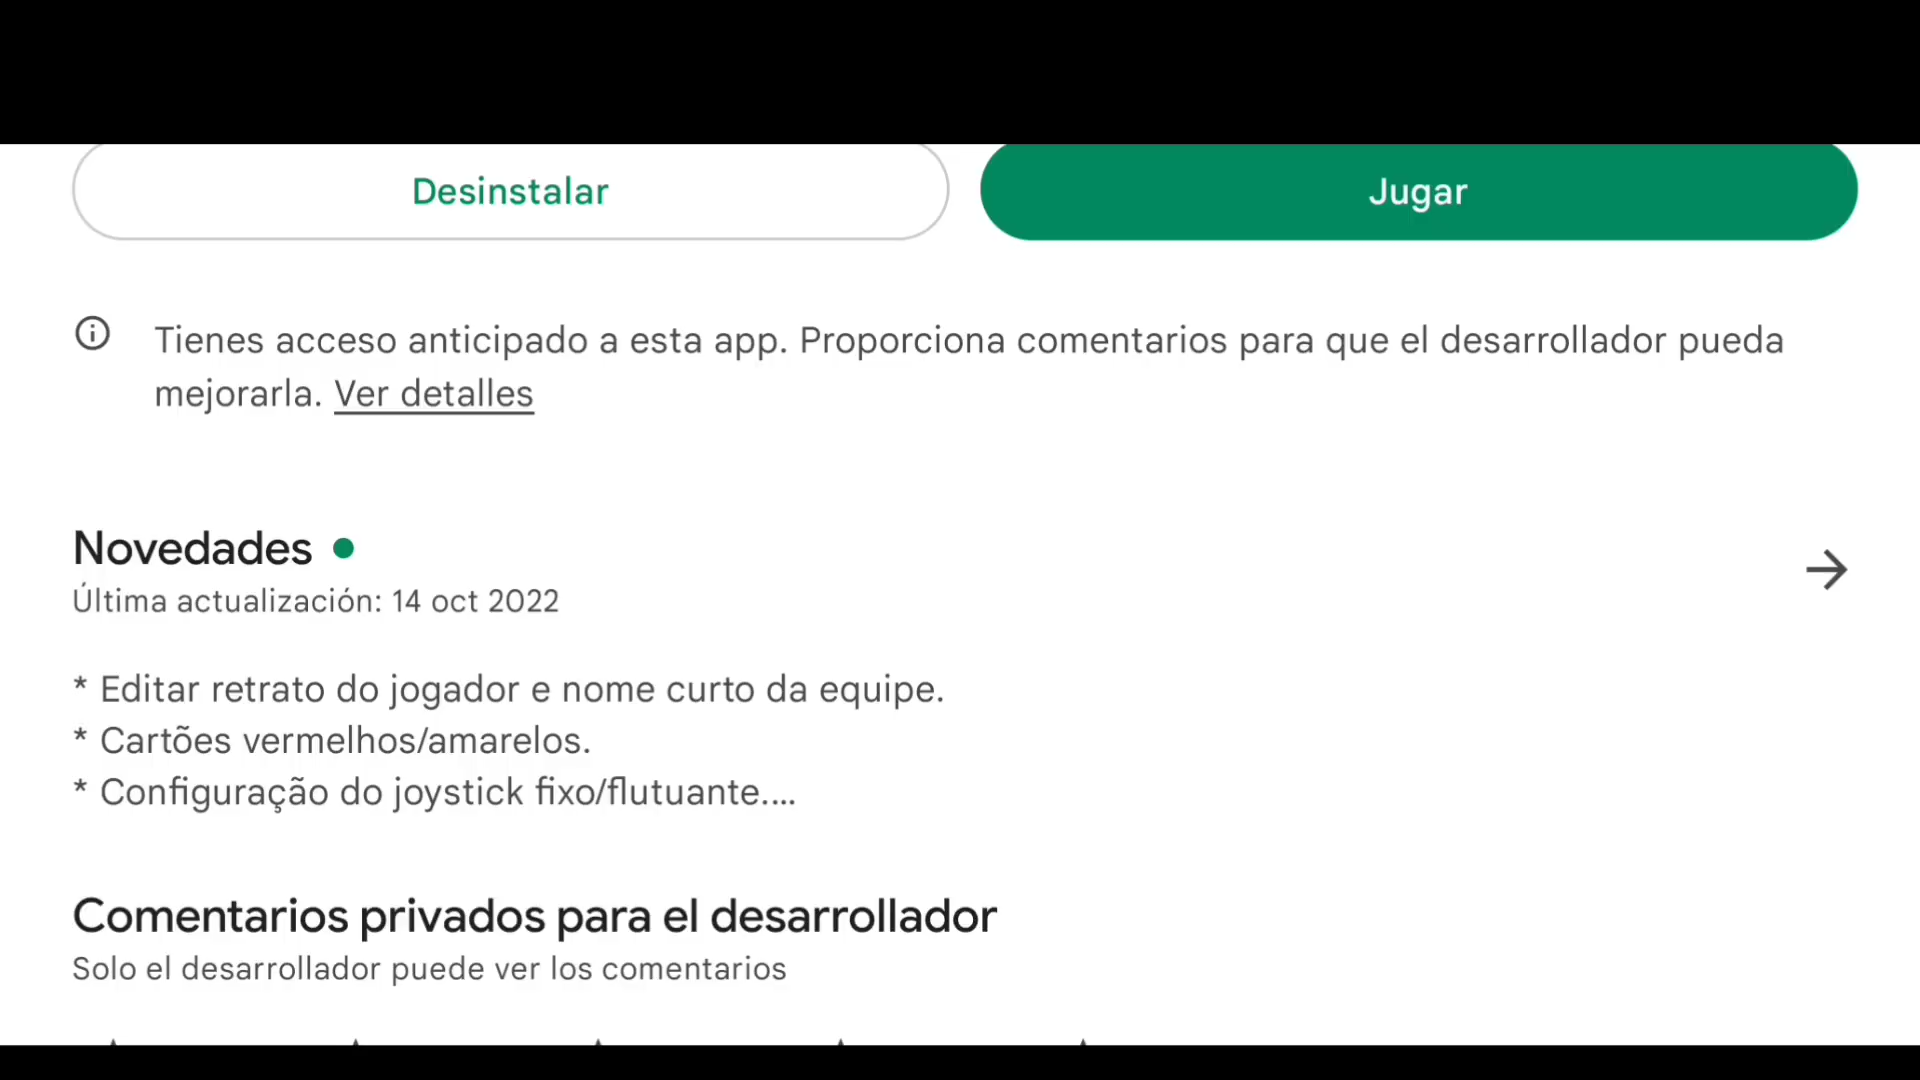 Desinstalar
Jugar
Tienes acceso anticipado a esta app. Proporciona comentarios para que el desarrollador pueda
mejorarla. Ver detalles
Novedades
Última actualización: 14 oct 2022
* Editar retrato do jogador e nome curto da equipe.
* Cartões vermelhos/amarelos.
* Configuração do joystick fixo/flutuante....
Comentarios privados para el desarrollador
Solo el desarrollador puede ver los comentarios